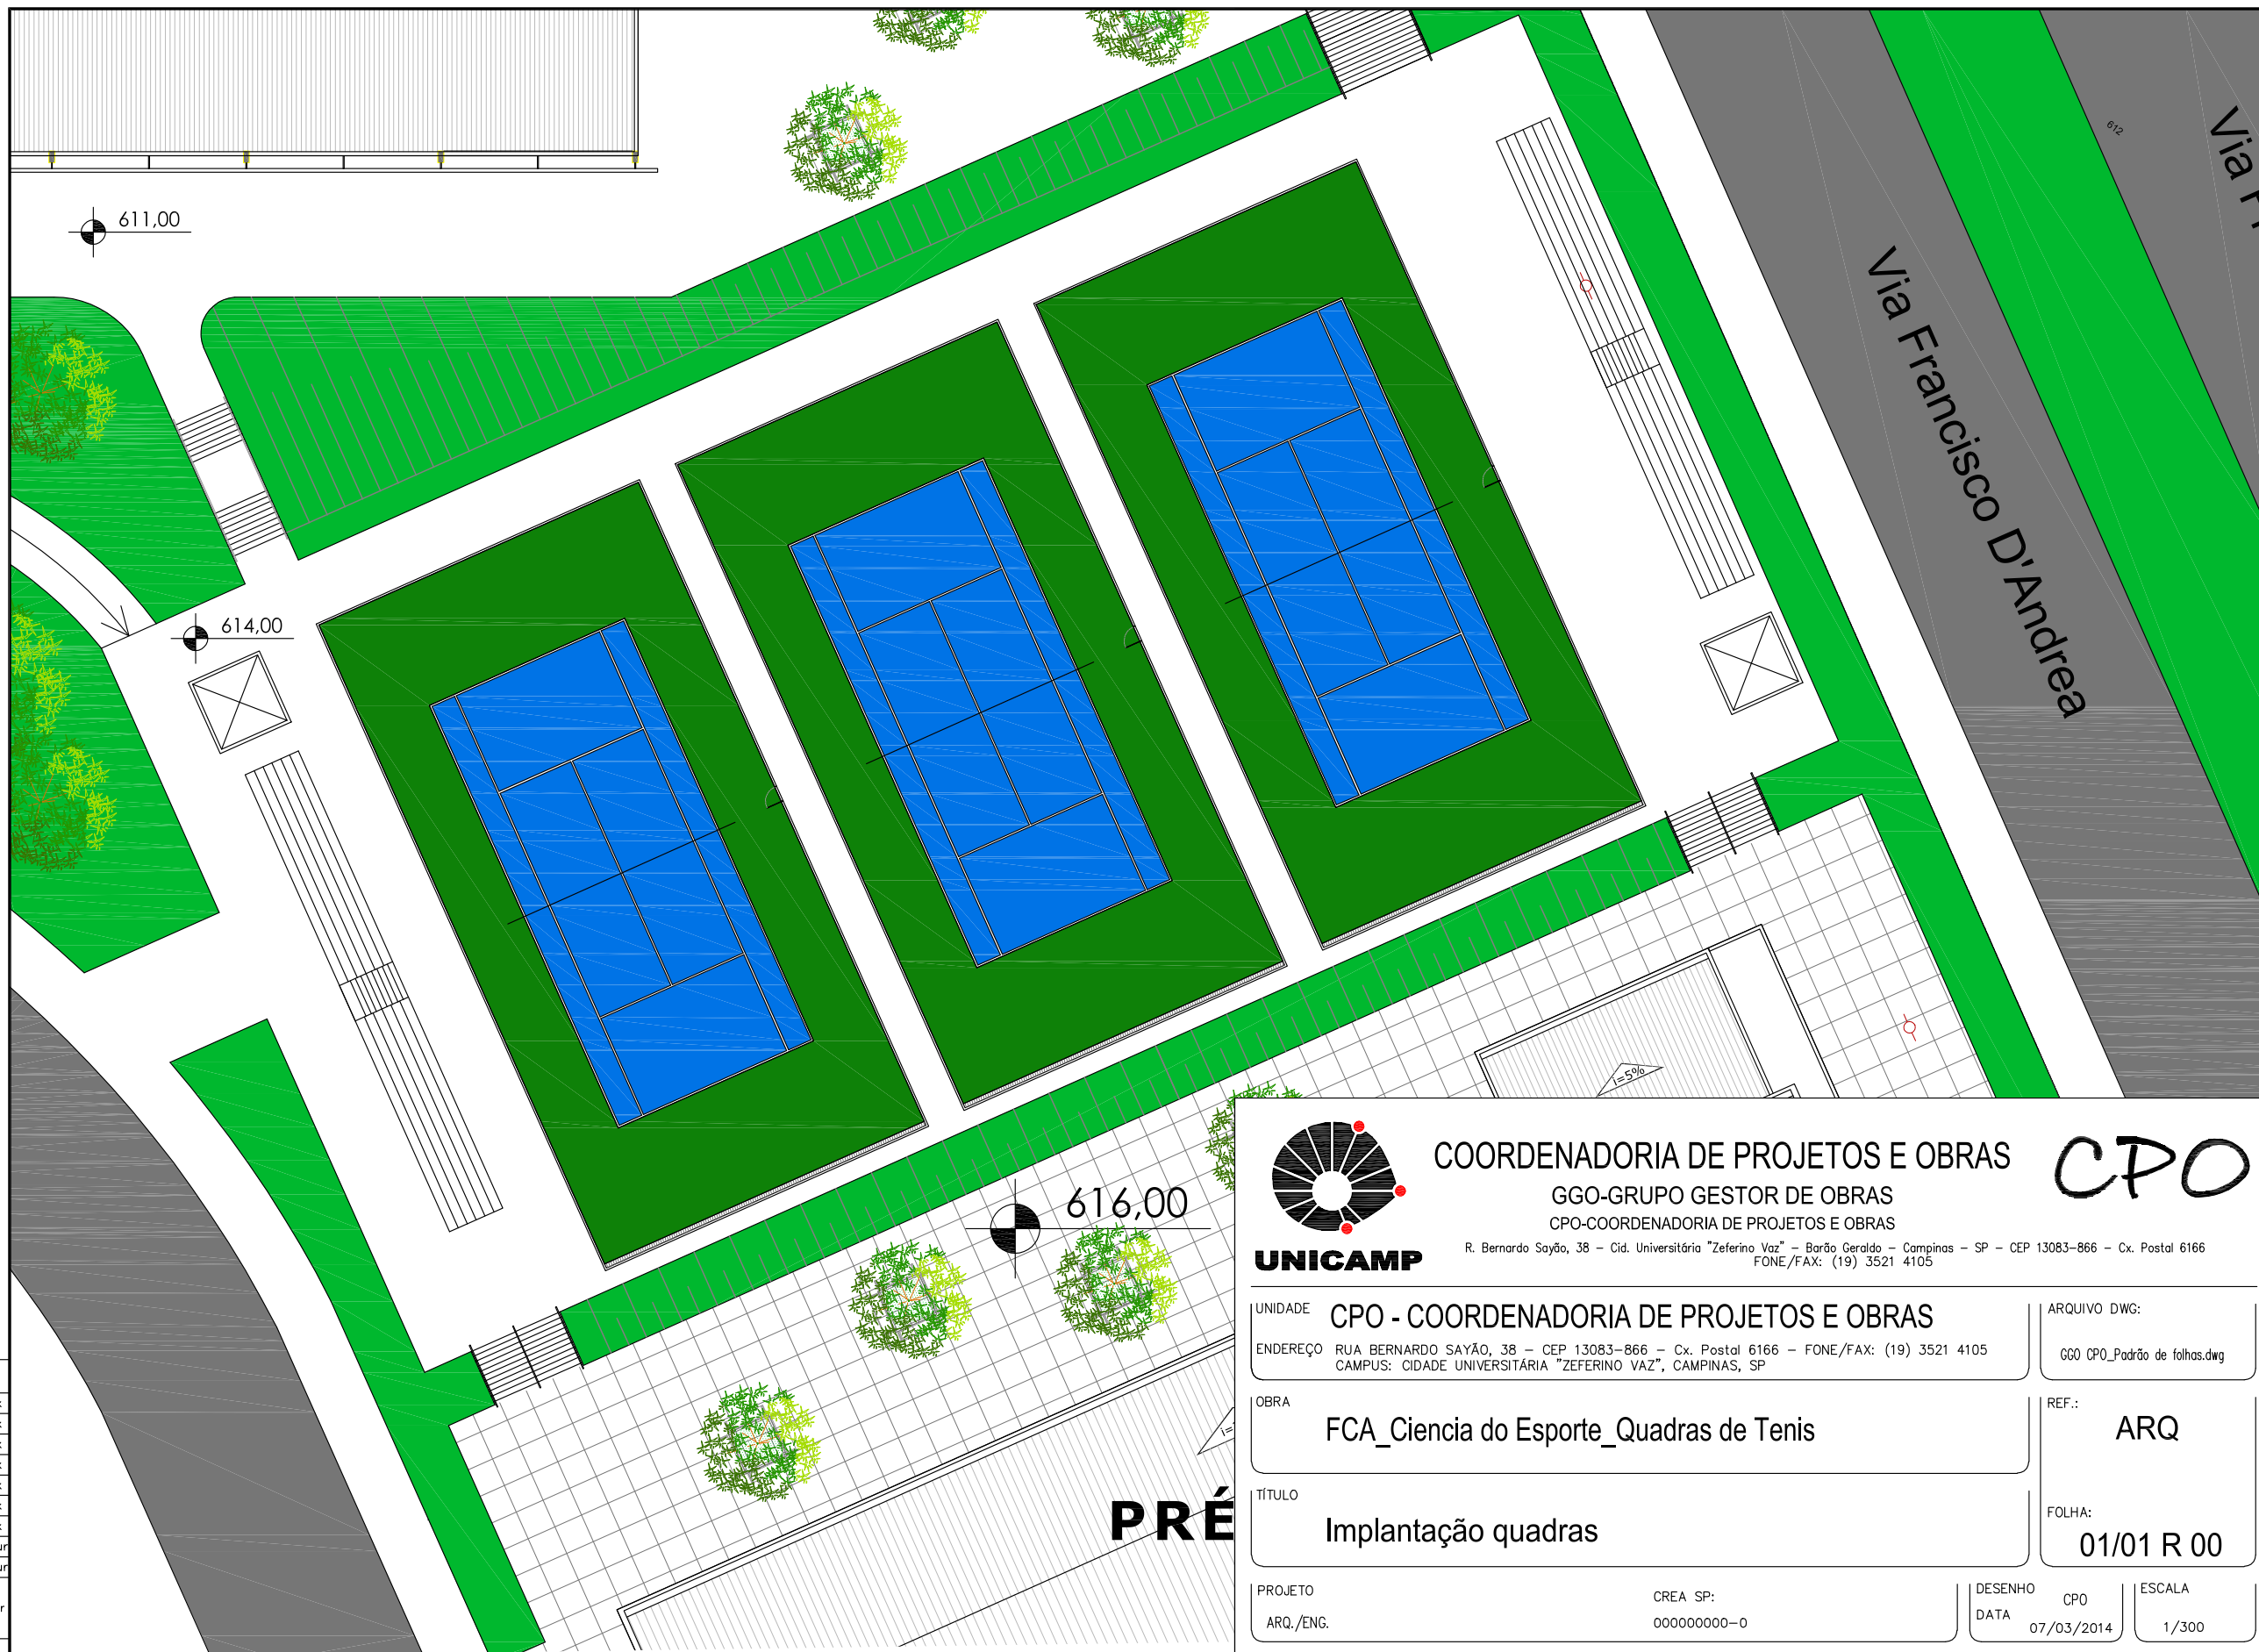 611,00
614,00
616,00
612
Via Francisco D'Andrea
i=5%
PRÉ
UNICAMP
COORDENADORIA DE PROJETOS E OBRAS
CPO
GGO-GRUPO GESTOR DE OBRAS
CPO-COORDENADORIA DE PROJETOS E OBRAS
R. Bernardo Sayão, 38 - Cid. Universitária "Zeferino Vaz" - Barão Geraldo - Campinas - SP - CEP 13083-866 - Cx. Postal 6166
FONE/FAX: (19) 3521 4105
UNIDADE CPO - COORDENADORIA DE PROJETOS E OBRAS
ENDEREÇO RUA BERNARDO SAYÃO, 38 - CEP 13083-866 - Cx. Postal 6166 - FONE/FAX: (19) 3521 4105
CAMPUS: CIDADE UNIVERSITÁRIA "ZEFERINO VAZ", CAMPINAS, SP
ARQUIVO DWG:
GGO CPO_Padrão de folhas.dwg
OBRA
FCA_Ciencia do Esporte_Quadras de Tenis
REF.:
ARQ
TÍTULO
Implantação quadras
FOLHA:
01/01 R 00
PROJETO
ARQ./ENG.
CREA SP:
000000000-0
DESENHO CPO
DATA 07/03/2014
ESCALA
1/300